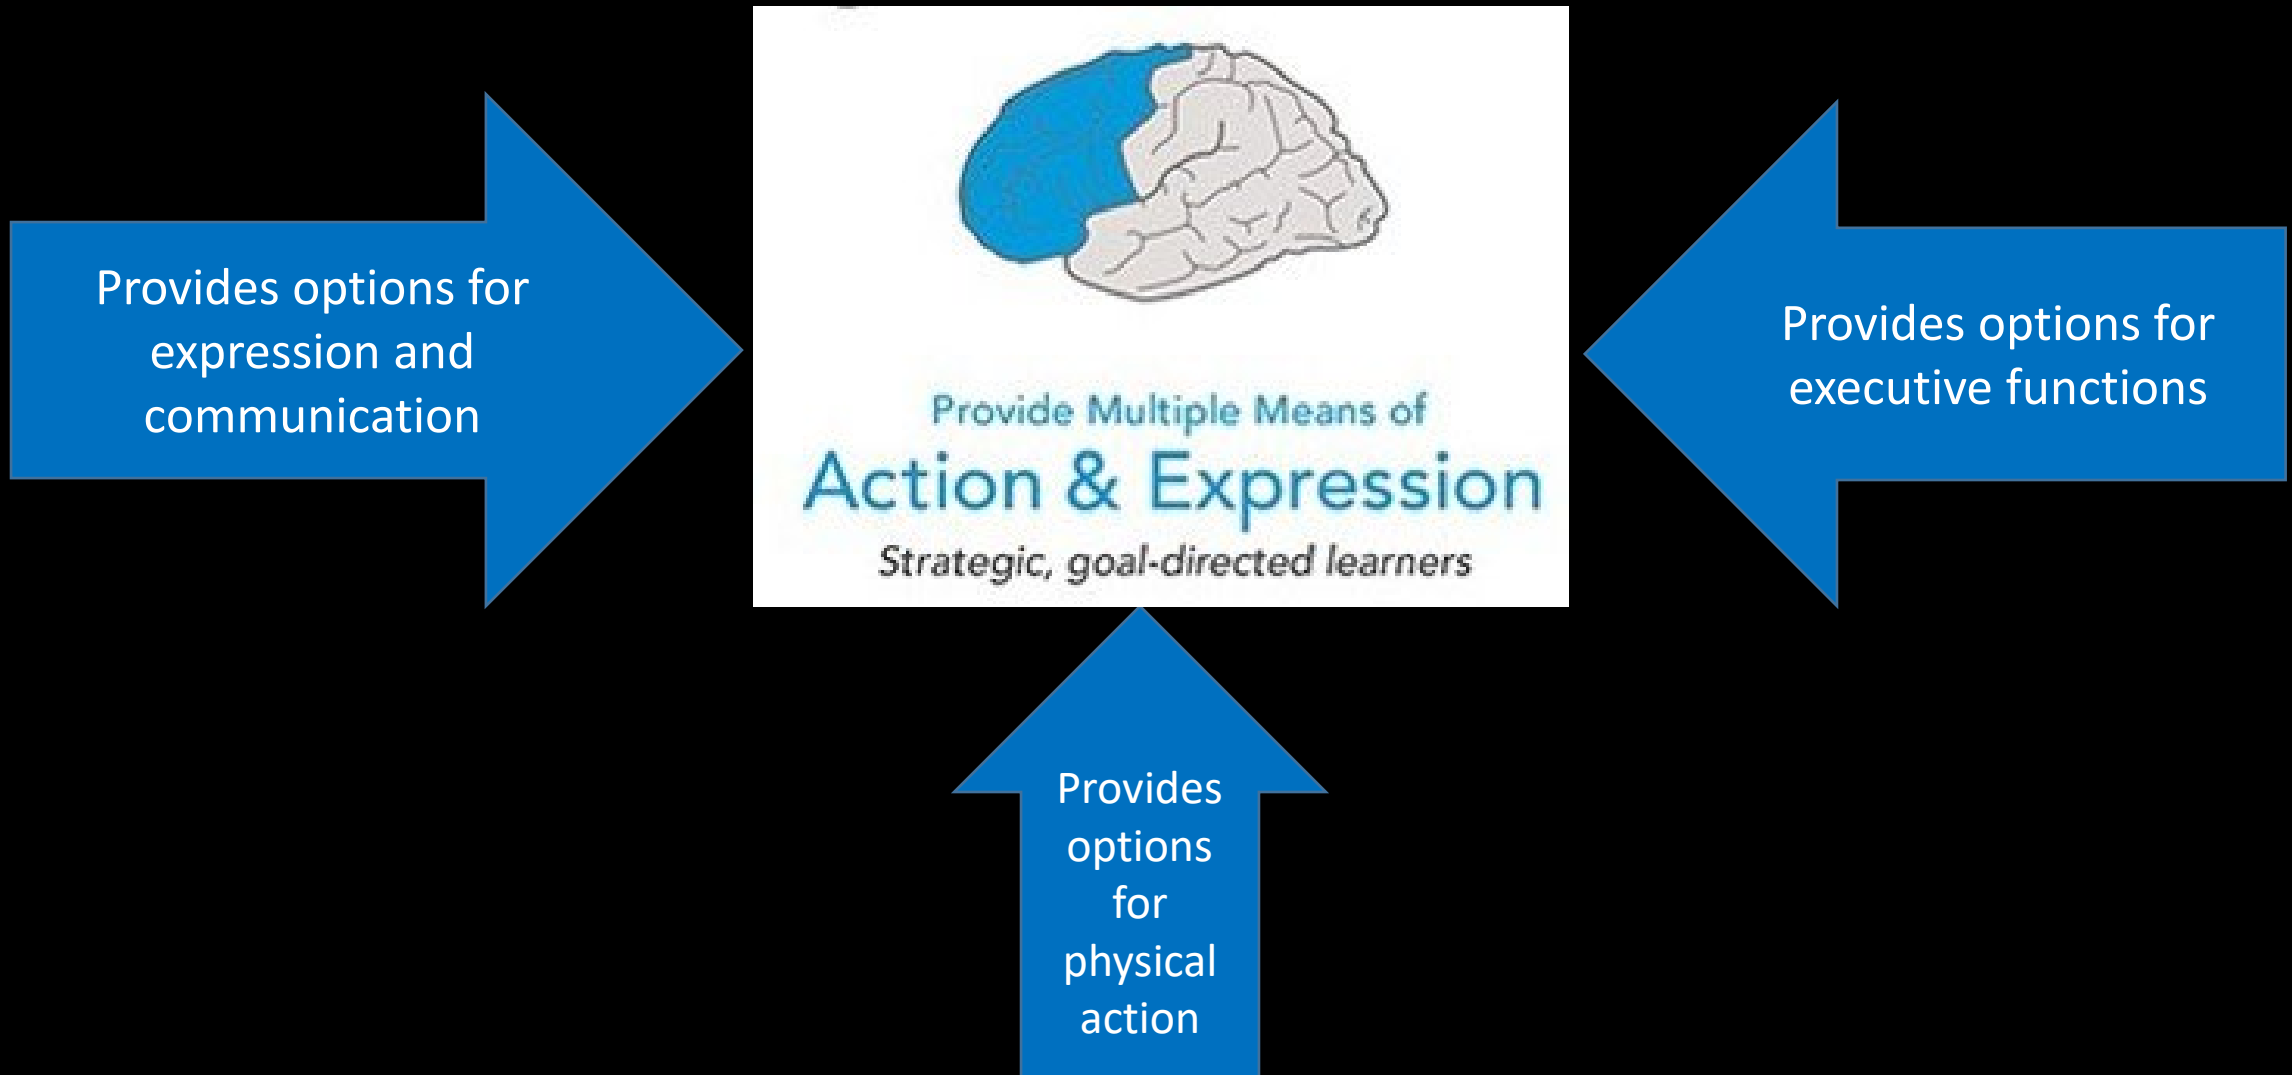 Provides options for
expression and
communication
Provide Multiple Means of
Action & Expression
Strategic, goal-directed learners
Provides options for
executive functions
Provides
options
for
physical
action